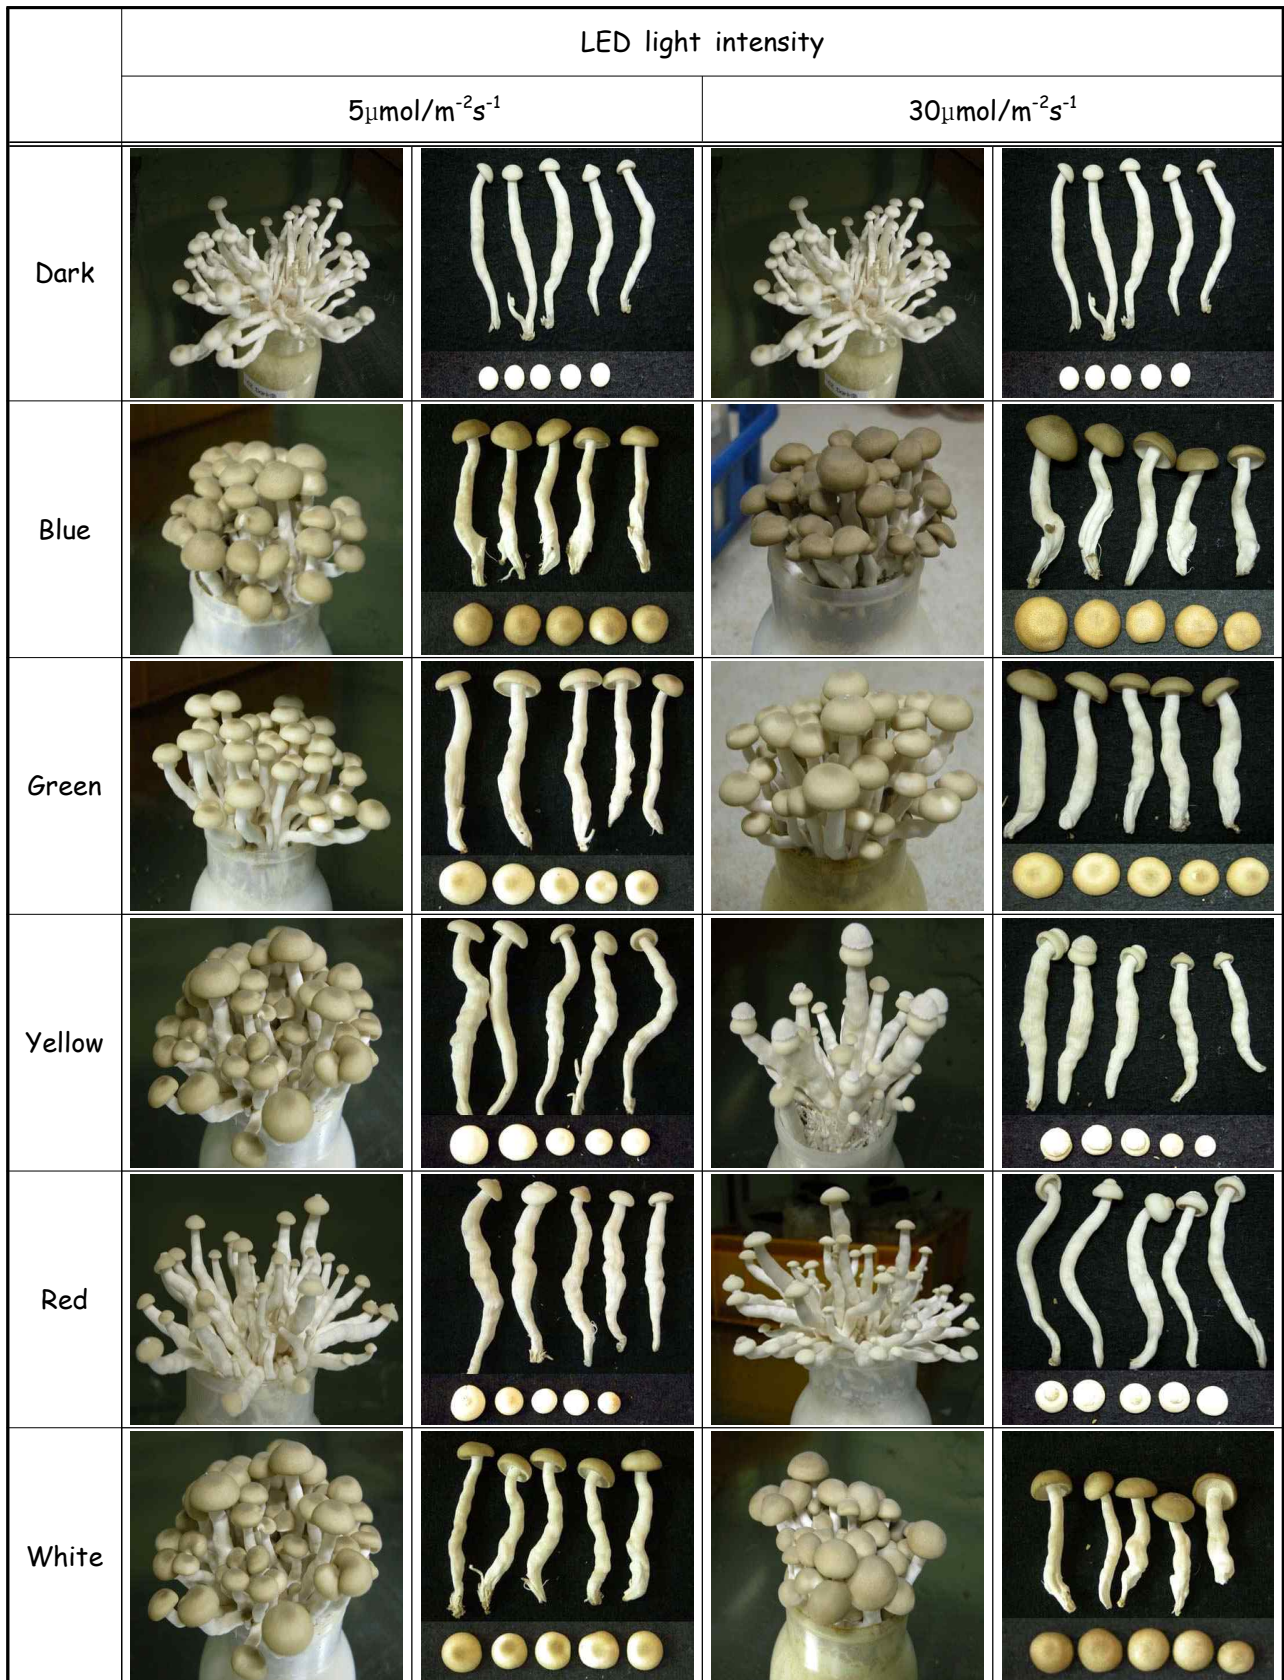 LED light intensity
5μmol/m⁻²s⁻¹
30μmol/m⁻²s⁻¹
Dark
Blue
Green
Yellow
Red
White